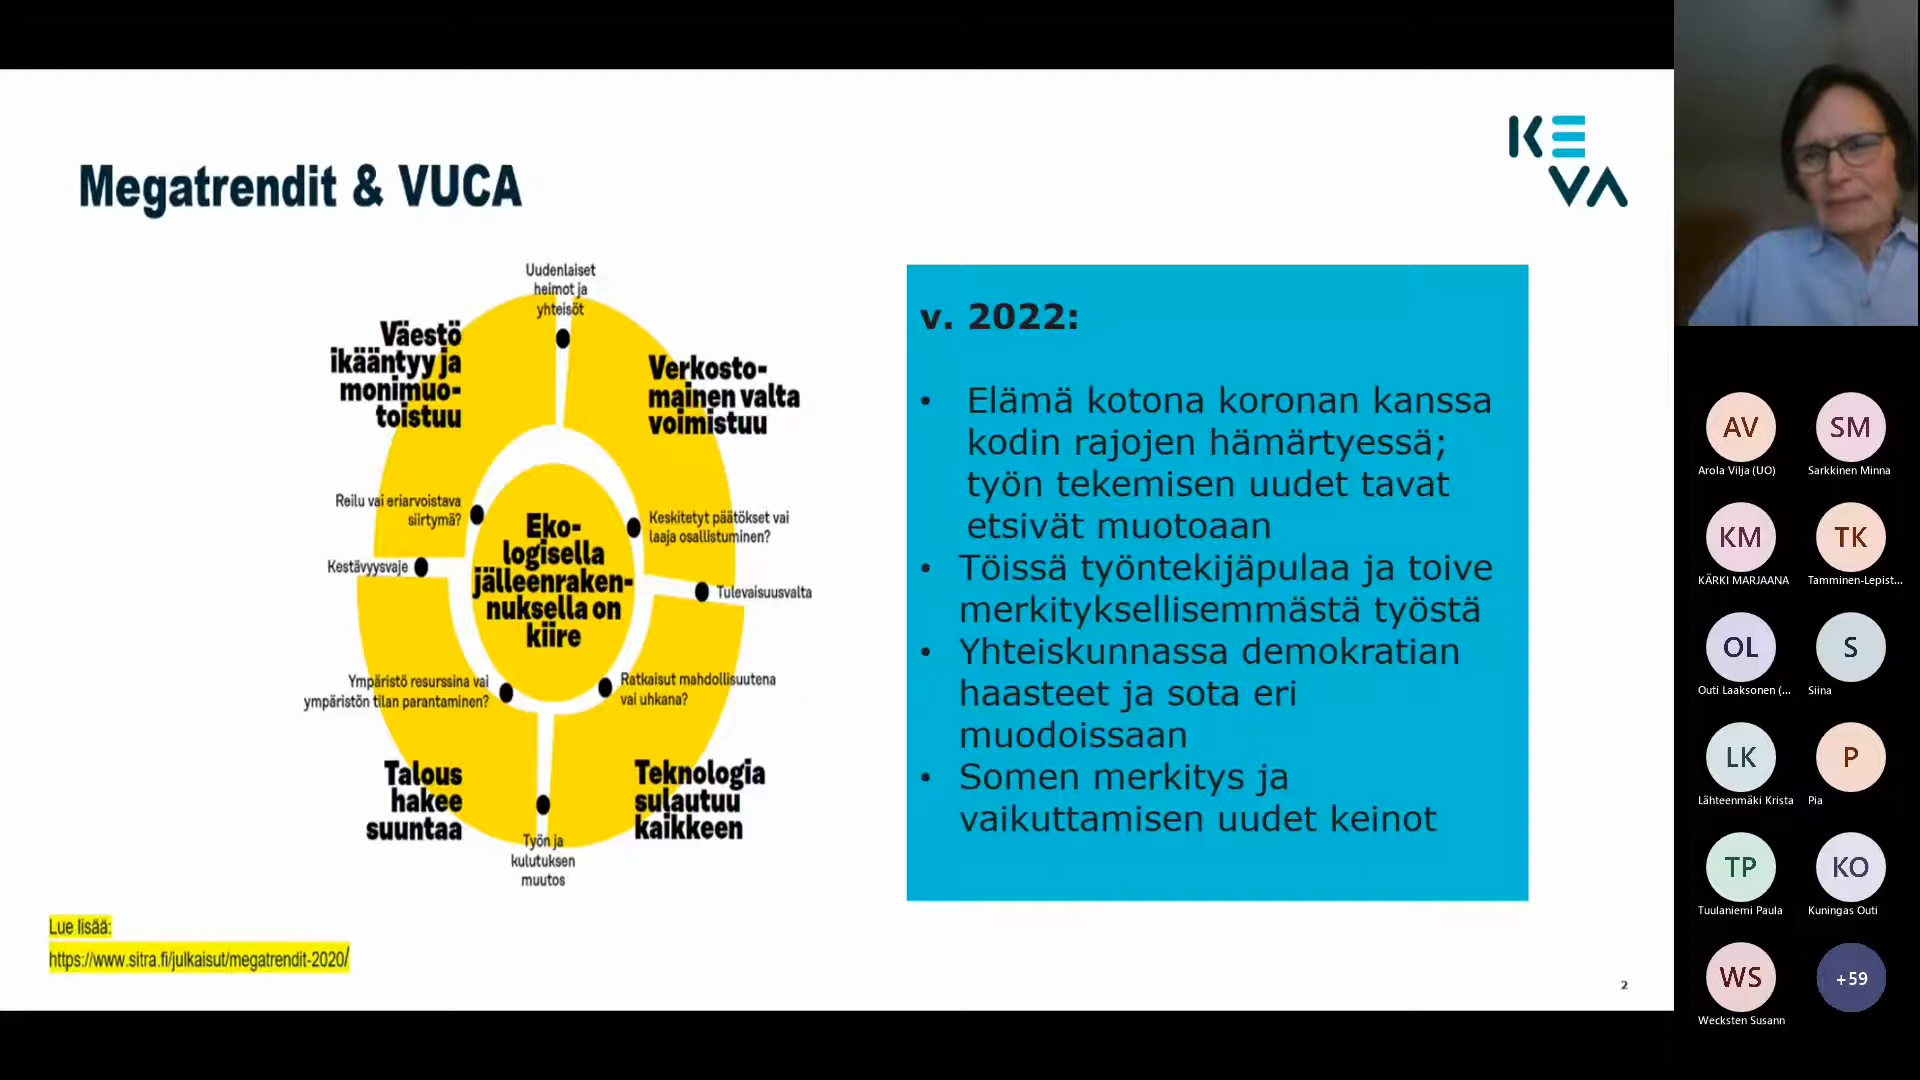 KEVA
Megatrendit & VUCA
Uudenlaiset
heimot ja
yhteisöt
Väestö
ikääntyy ja
monimuo-
toistuu
Verkosto-
mainen valta
voimistuu
Reilu vai eriarvoistava
siirtymä?
Keskitetyt päätökset vai
laaja osallistuminen?
Eko-
logisella
jälleenraken-
nuksella on
kiire
Kestävyysvaje
Tulevaisuusvalta
Ympäristö resurssina vai
ympäristön tilan parantaminen?
Ratkaisut mahdollisuutena
vai uhkana?
Talous
hakee
suuntaa
Teknologia
sulautuu
kaikkeen
Työn ja
kulutuksen
muutos
Lue lisää:
https://www.sitra.fi/julkaisut/megatrendit-2020/
v. 2022:
• Elämä kotona koronan kanssa
kodin rajojen hämärtyessä;
työn tekemisen uudet tavat
etsivät muotoaan
• Töissä työntekijäpulaa ja toive
merkityksellisemmästä työstä
• Yhteiskunnassa demokratian
haasteet ja sota eri
muodoissaan
• Somen merkitys ja
vaikuttamisen uudet keinot
2
AV
Arola Vilja (UO)
SM
Sarkkinen Minna
KM
KÄRKI MARJAANA
TK
Tamminen-Lepist...
OL
Outi Laaksonen (...
S
Siina
LK
Lähteenmäki Krista
P
Pia
TP
Tuulaniemi Paula
KO
Kuningas Outi
WS
Wecksten Susann
+59